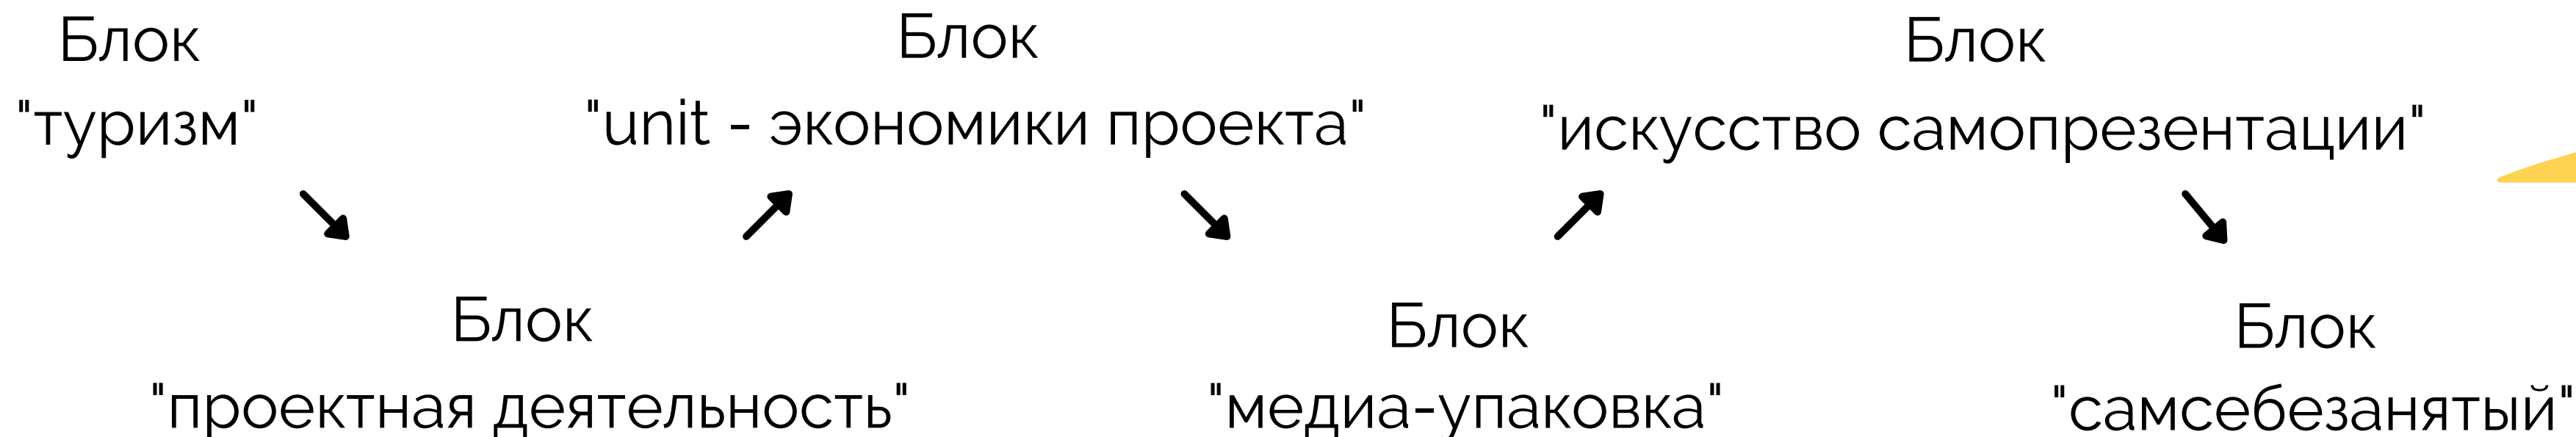 Блок
"туризм"
Блок
"проектная деятельность"
Блок
"unit - экономики проекта"
Блок
"медиа-упаковка"
Блок
"искусство самопрезентации"
Блок
"самсебезанятый"